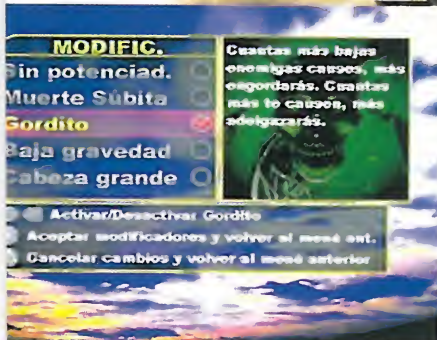 MODIFIC.
Sin potenciad.
Muerte Súbita
Gordito
Baja gravedad
Cabeza grande
Cuantas más bajas
enemigas causes, más
engordarás. Cuantas
más te causen, más
adelgazarás.
Activar/Desactivar Gordito
Aceptar modificadores y volver al menú ant.
Cancelar cambios y volver al menú anterior